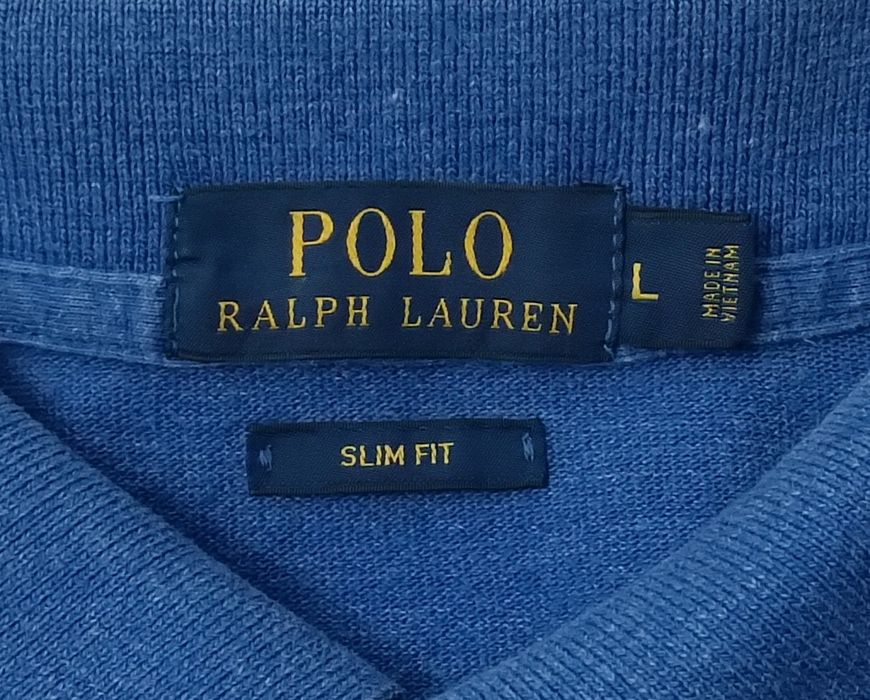 POLO
RALPH LAUREN
L
MADE IN
VIETNAM
SLIM FIT